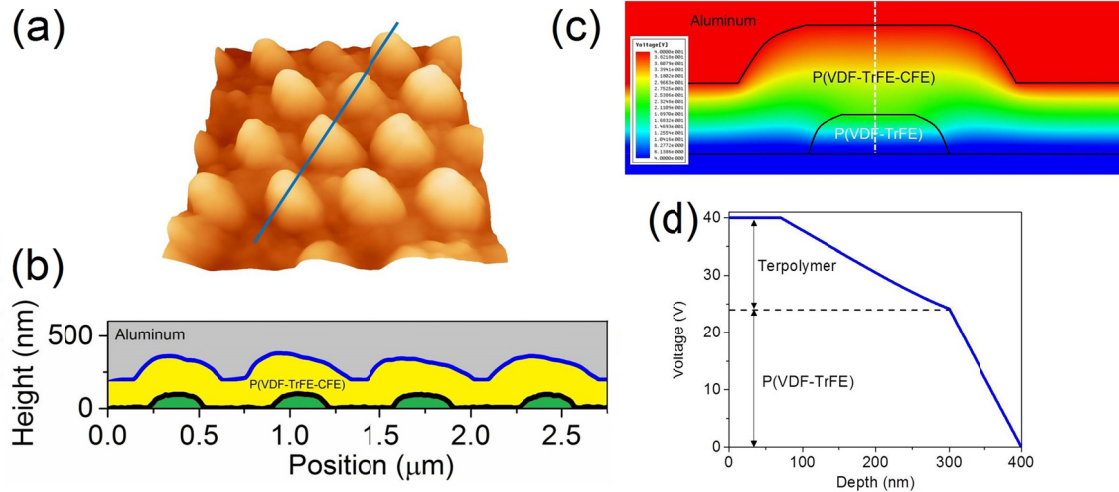 (a)
(b)
Height (nm)
500
0
Aluminum
P(VDF-TrFE-CFE)
0.0 0.5 1.0 1.5 2.0 2.5
Position (μm)
(c)
Aluminum
Voltage[V]
P(VDF-TrFE-CFE)
P(VDF-TrFE)
(d)
Voltage (V)
40
30
20
10
0
Terpolymer
P(VDF-TrFE)
0 100 200 300 400
Depth (nm)